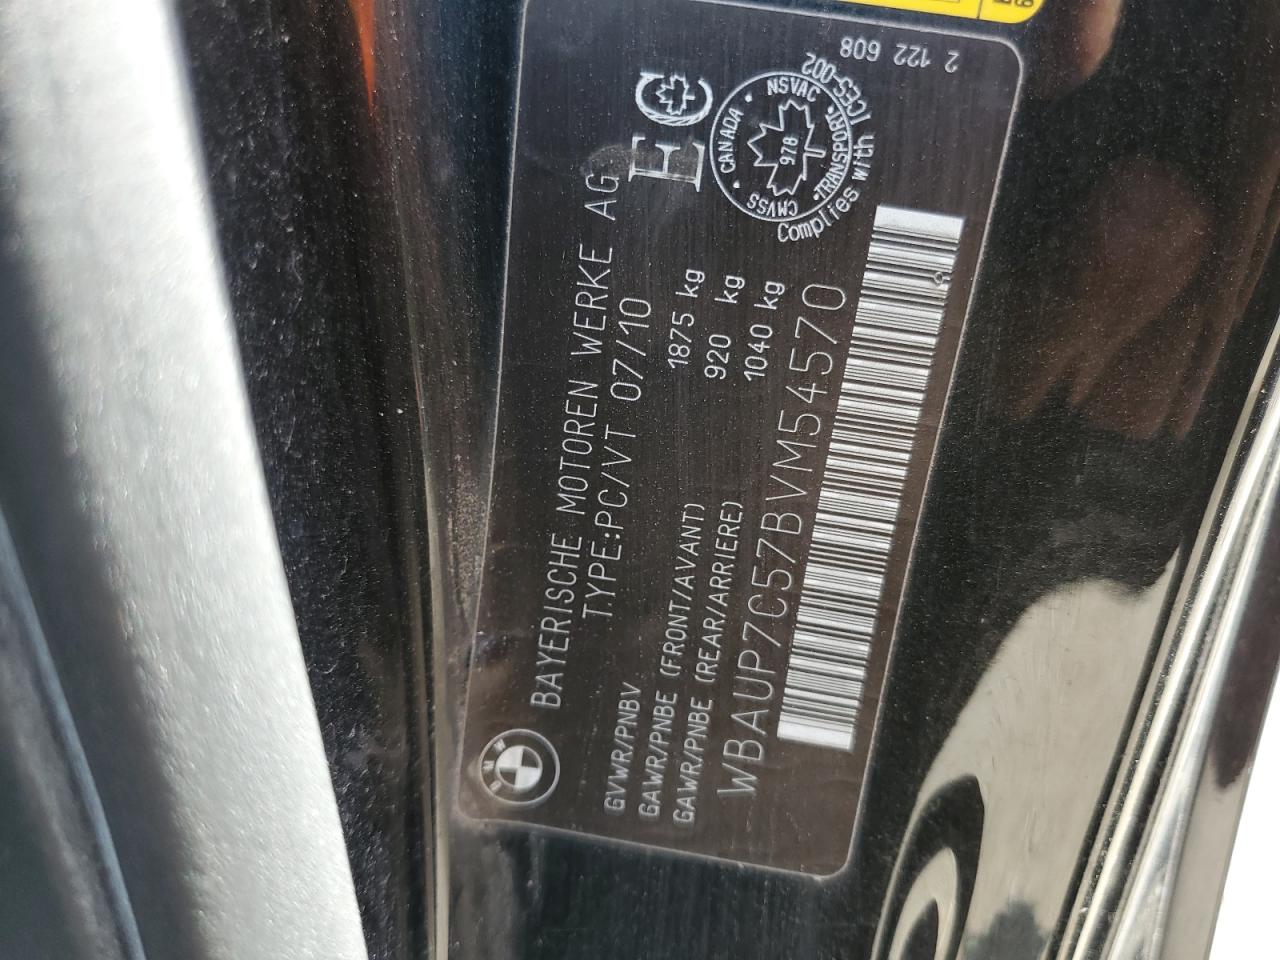 BMW
BAYERISCHE MOTOREN WERKE AG
TYPE:PC/VT 07/10
EC
GVWR/PNBV 1875 kg
GAWR/PNBE (FRONT/AVANT) 920 kg
GAWR/PNBE (REAR/ARRIERE) 1040 kg
WBAUP7C57BVM54570
CMVSS • CANADA • NSVAC • TRANSPORT •
978
Complies with ICES-002
2 122 608